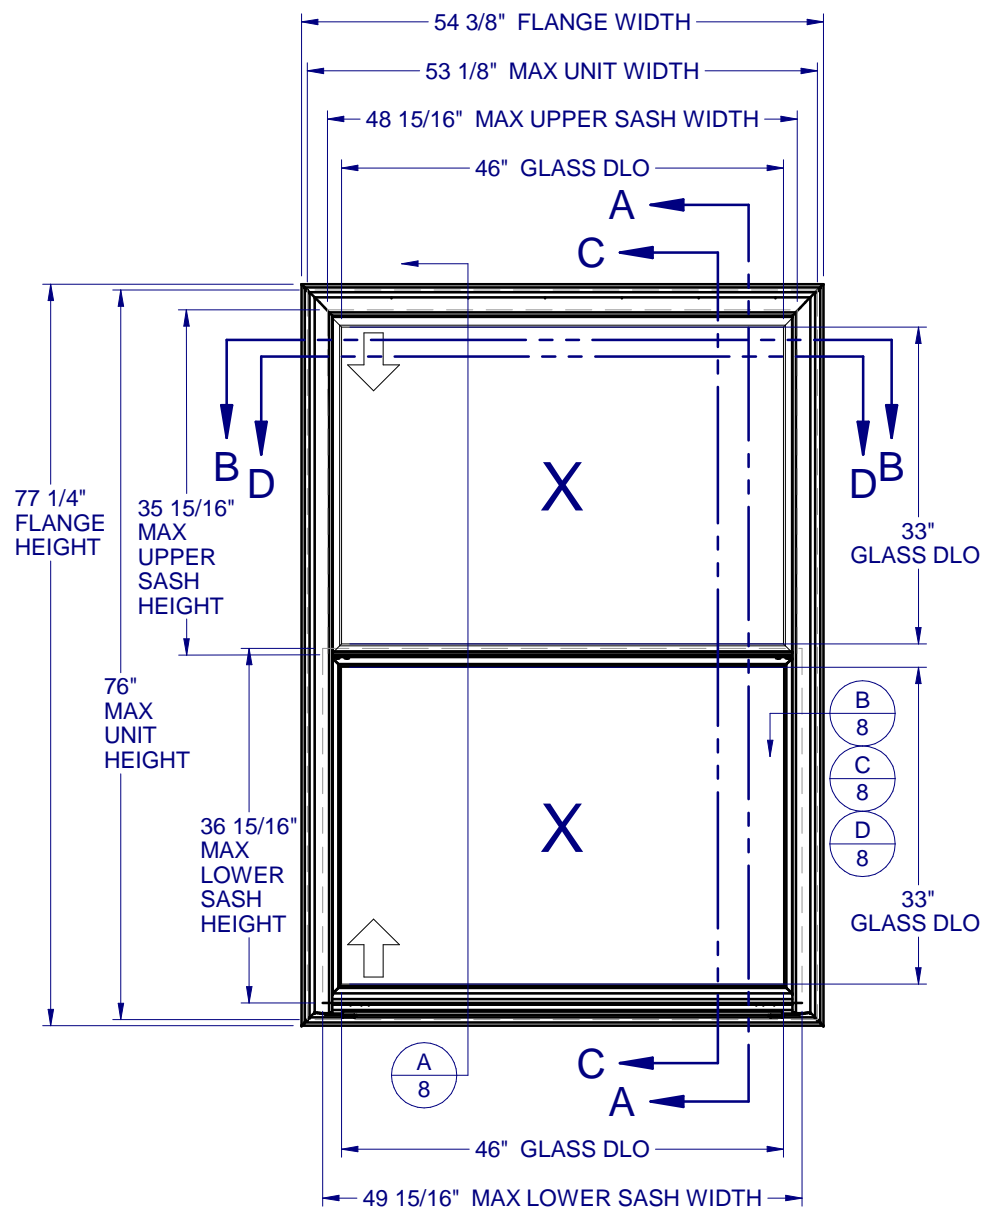 54 3/8" FLANGE WIDTH
53 1/8" MAX UNIT WIDTH
48 15/16" MAX UPPER SASH WIDTH
46" GLASS DLO
A
C
B
D
D
B
X
77 1/4"
FLANGE
HEIGHT
35 15/16"
MAX
UPPER
SASH
HEIGHT
33"
GLASS DLO
76"
MAX
UNIT
HEIGHT
B
8
C
8
D
8
X
36 15/16"
MAX
LOWER
SASH
HEIGHT
33"
GLASS DLO
A
8
C
A
46" GLASS DLO
49 15/16" MAX LOWER SASH WIDTH